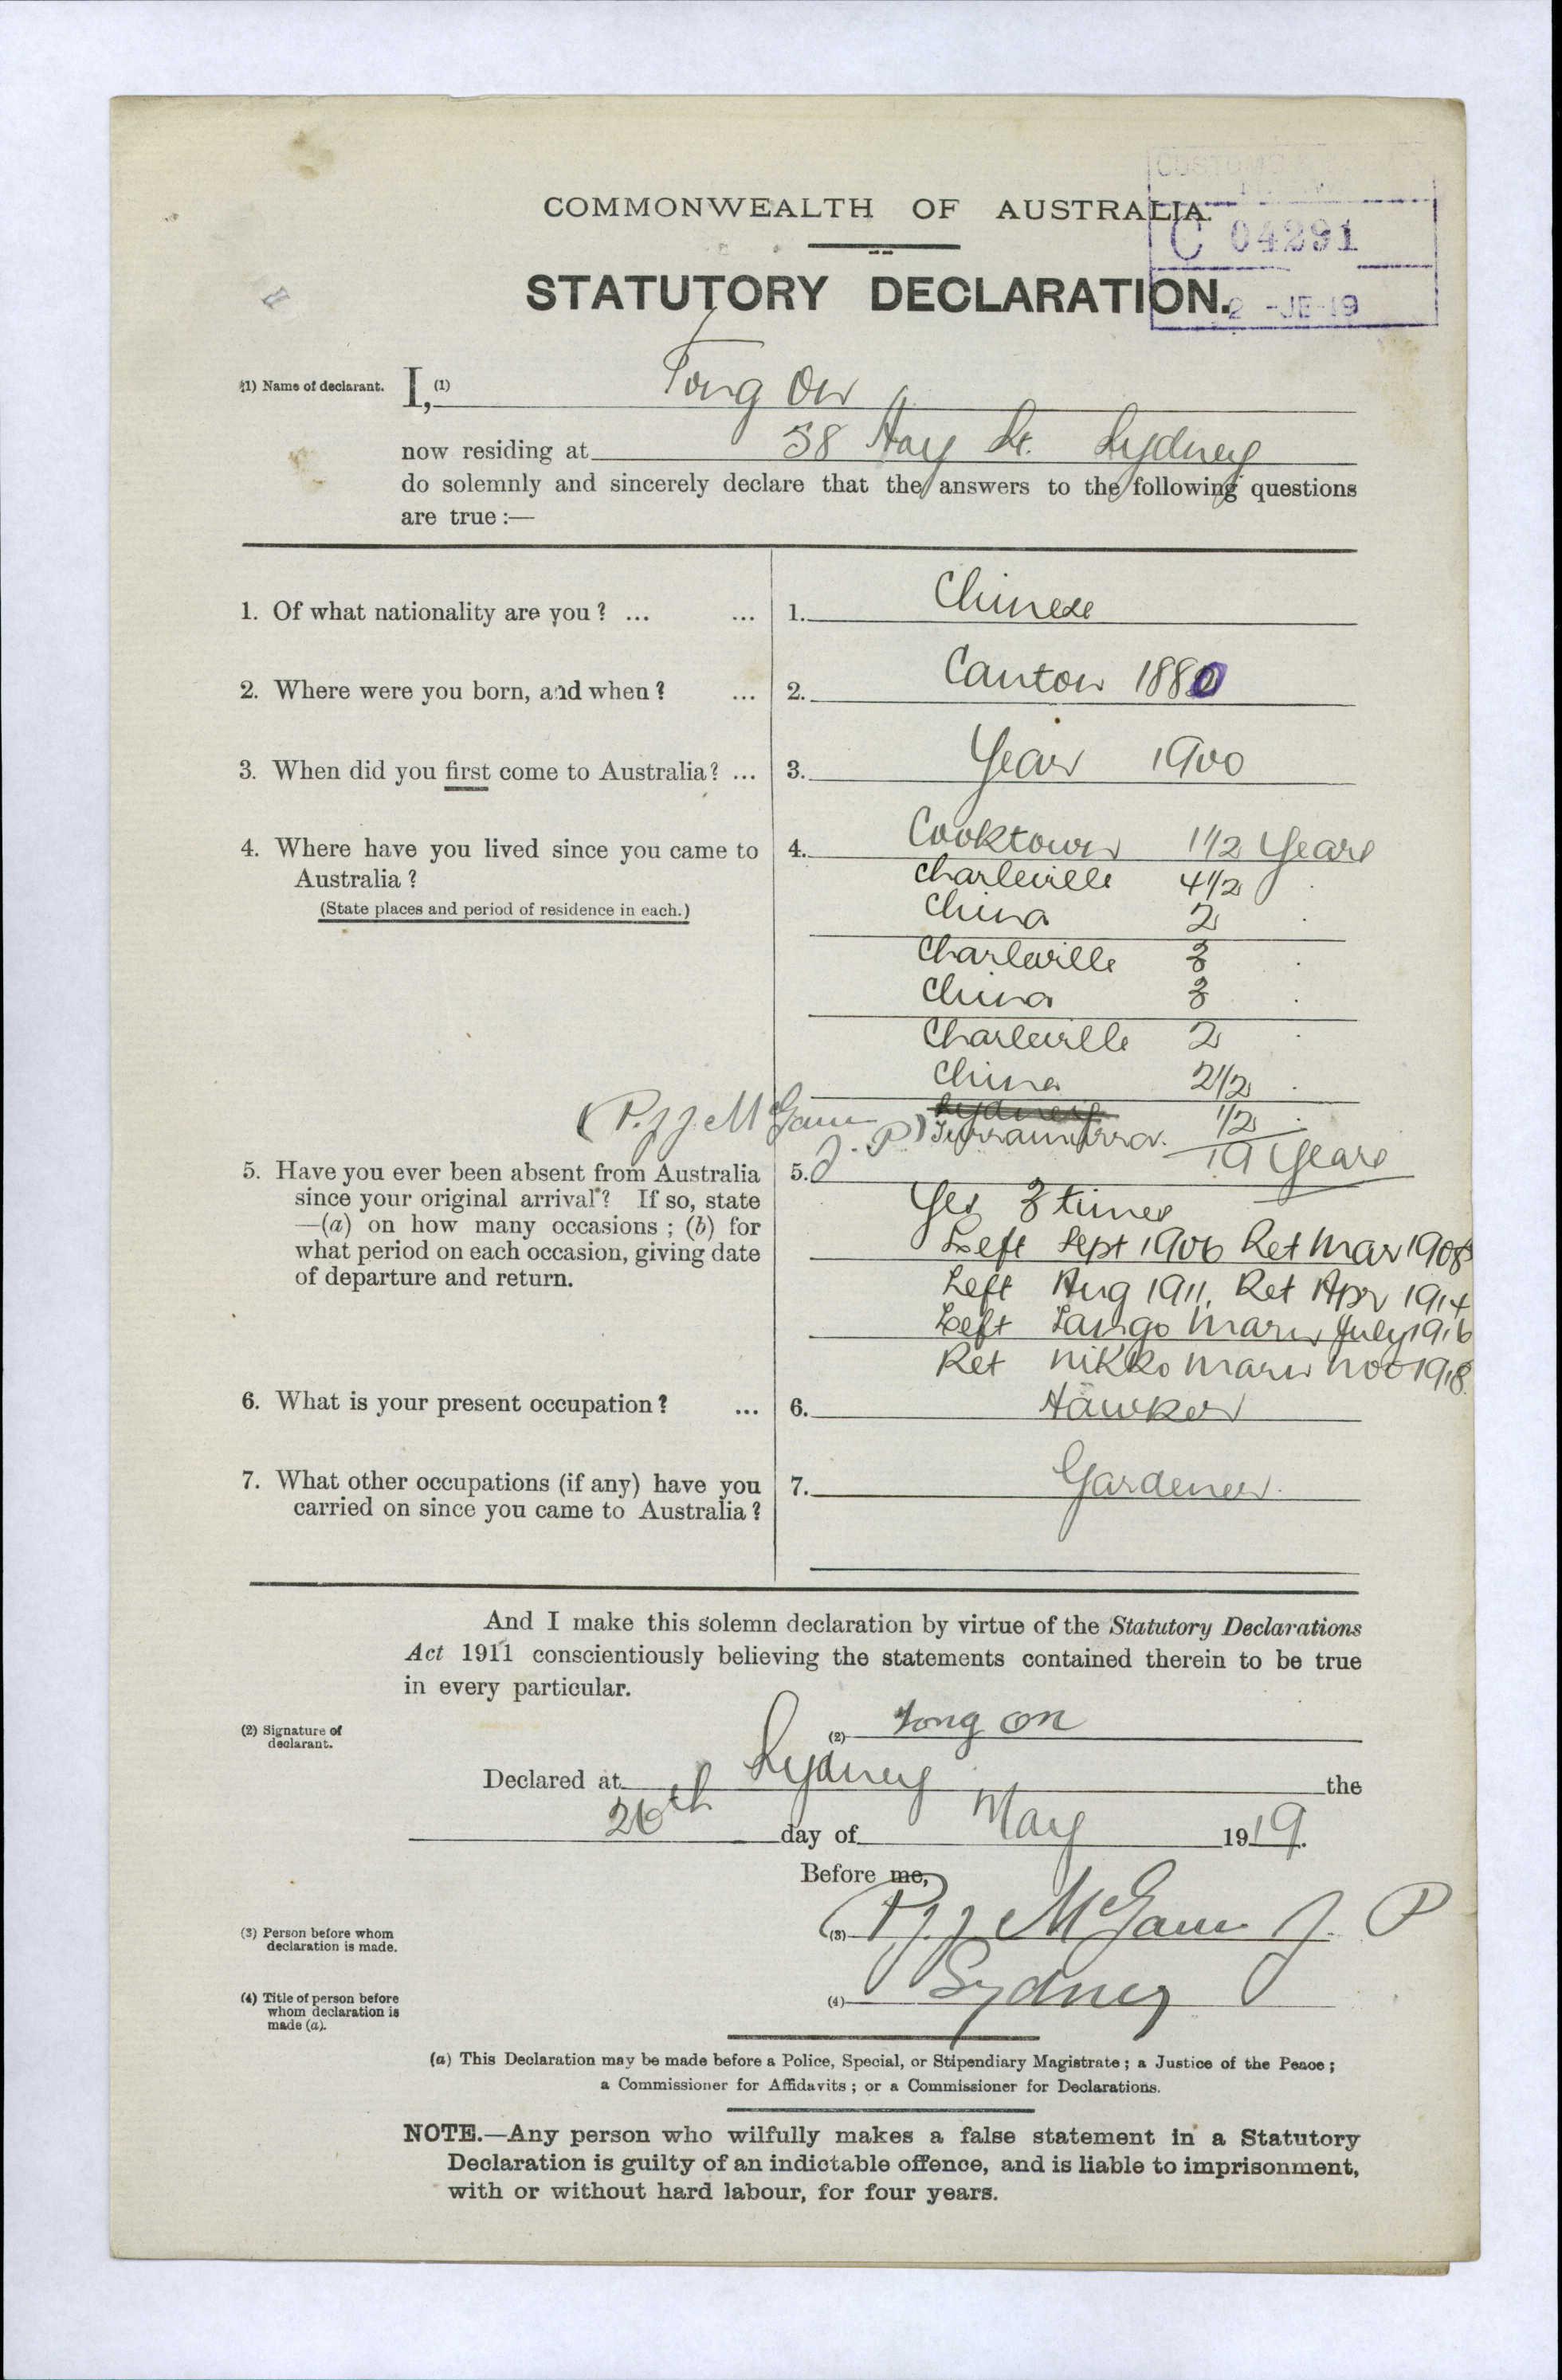 CUSTOMS
COMMONWEALTH OF AUSTRALIA.
C 04291
STATUTORY DECLARATION.
2 -JE-19
(1) Name of declarant. I, (1) Tong On
now residing at 38 Hay St. Sydney
do solemnly and sincerely declare that the answers to the following questions
are true :—
1. Of what nationality are you ? ... ... 1. Chinese
2. Where were you born, and when ? ... 2. Canton 1880
3. When did you first come to Australia ? ... 3. Year 1900
4. Where have you lived since you came to 4. Cooktown 1 1/2 Years
Australia ? Charleville 4 1/2 "
(State places and period of residence in each.) China 2 "
Charleville 3 "
China 3 "
Charleville 2 "
China 2 1/2 "
Sydney
(P. J. J. McGann J. P) Turramurra. 1/2 "
19 Years
5. Have you ever been absent from Australia 5.
since your original arrival ? If so, state Yes 3 times
—(a) on how many occasions ; (b) for Left Sept 1906 Ret Mar 1908
what period on each occasion, giving date Left Aug 1911, Ret Apr 1914
of departure and return. Left Tango Maru July 1916
Ret Nikko Maru Nov 1918.
6. What is your present occupation ? ... 6. Hawker
7. What other occupations (if any) have you 7. Gardener.
carried on since you came to Australia ?
And I make this solemn declaration by virtue of the Statutory Declarations
Act 1911 conscientiously believing the statements contained therein to be true
in every particular.
(2) Signature of (2) Tong on
declarant.
Declared at Sydney the
26th day of May 1919.
Before me,
(3) Person before whom (3) P. J. J. McGann J. P
declaration is made.
(4) Title of person before (4) Sydney
whom declaration is
made (a).
(a) This Declaration may be made before a Police, Special, or Stipendiary Magistrate ; a Justice of the Peace ;
a Commissioner for Affidavits ; or a Commissioner for Declarations.
NOTE.—Any person who wilfully makes a false statement in a Statutory
Declaration is guilty of an indictable offence, and is liable to imprisonment,
with or without hard labour, for four years.